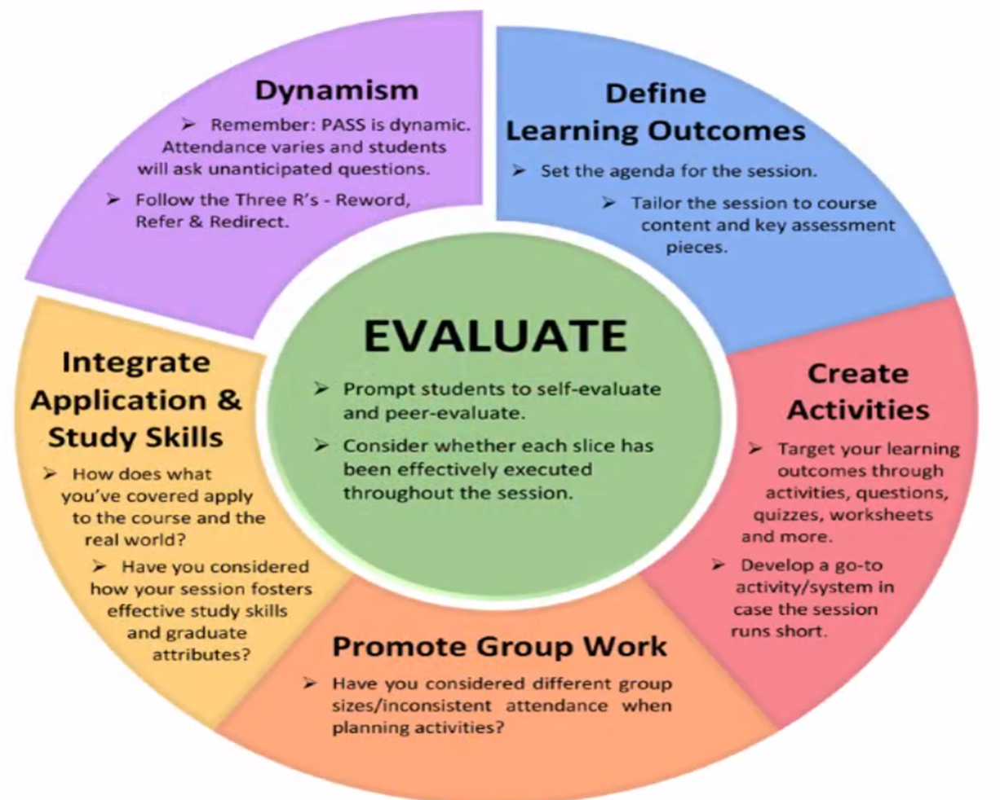 Dynamism
➢ Remember: PASS is dynamic.
Attendance varies and students
will ask unanticipated questions.
➢ Follow the Three R's - Reword,
Refer & Redirect.
Define
Learning Outcomes
➢ Set the agenda for the session.
➢ Tailor the session to course
content and key assessment
pieces.
Create
Activities
➢ Target your learning
outcomes through
activities, questions,
quizzes, worksheets
and more.
➢ Develop a go-to
activity/system in
case the session
runs short.
Promote Group Work
➢ Have you considered different group
sizes/inconsistent attendance when
planning activities?
Integrate
Application &
Study Skills
➢ How does what
you've covered apply
to the course and the
real world?
➢ Have you considered
how your session fosters
effective study skills
and graduate
attributes?
EVALUATE
➢ Prompt students to self-evaluate
and peer-evaluate.
➢ Consider whether each slice has
been effectively executed
throughout the session.